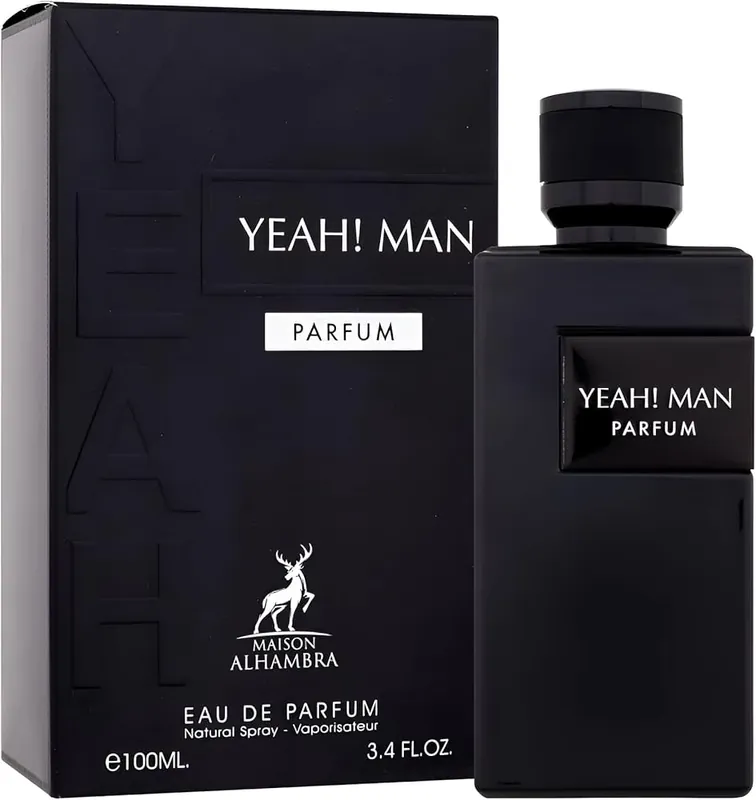 YEAH
YEAH! MAN
PARFUM
MAISON
ALHAMBRA
EAU DE PARFUM
Natural Spray - Vaporisateur
e100ML.
3.4 FL.OZ.
YEAH! MAN
PARFUM